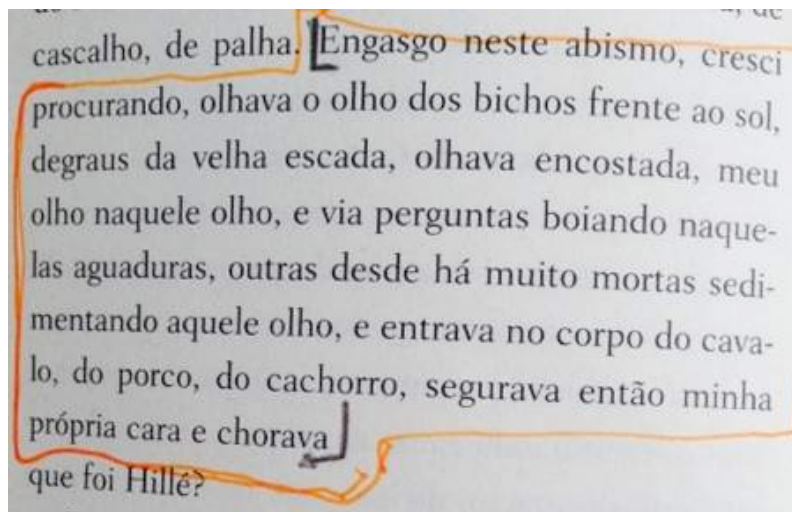 cascalho, de palha. Engasgo neste abismo, cresci
procurando, olhava o olho dos bichos frente ao sol,
degraus da velha escada, olhava encostada, meu
olho naquele olho, e via perguntas boiando naque-
las aguaduras, outras desde há muito mortas sedi-
mentando aquele olho, e entrava no corpo do cava-
lo, do porco, do cachorro, segurava então minha
própria cara e chorava
que foi Hillé?